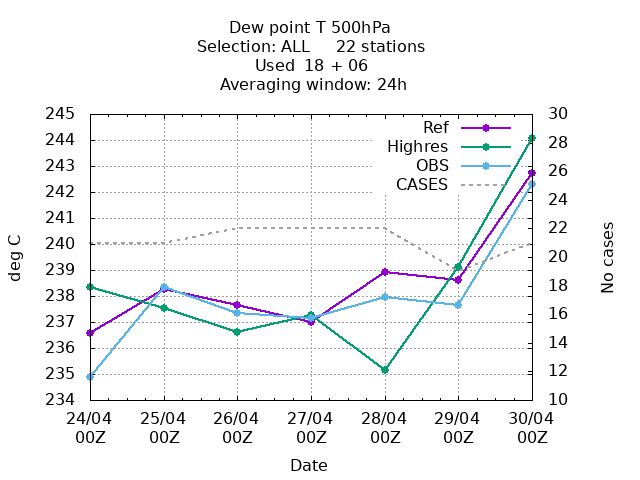 Dew point T 500hPa
Selection: ALL     22 stations
Used  18 + 06
Averaging window: 24h
245
244
243
242
241
240
239
238
237
236
235
234
30
28
26
24
22
20
18
16
14
12
10
Ref
Highres
OBS
CASES
deg C
No cases
24/04 25/04 26/04 27/04 28/04 29/04 30/04
00Z 00Z 00Z 00Z 00Z 00Z 00Z
Date